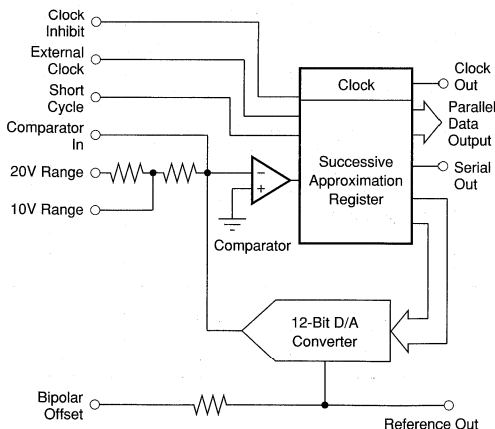 Clock
Inhibit
External
Clock
Short
Cycle
Comparator
In
20V Range
10V Range
Clock
Clock
Out
Parallel
Data
Output
Serial
Out
Successive
Approximation
Register
−
+
Comparator
12-Bit D/A
Converter
Bipolar
Offset
Reference Out